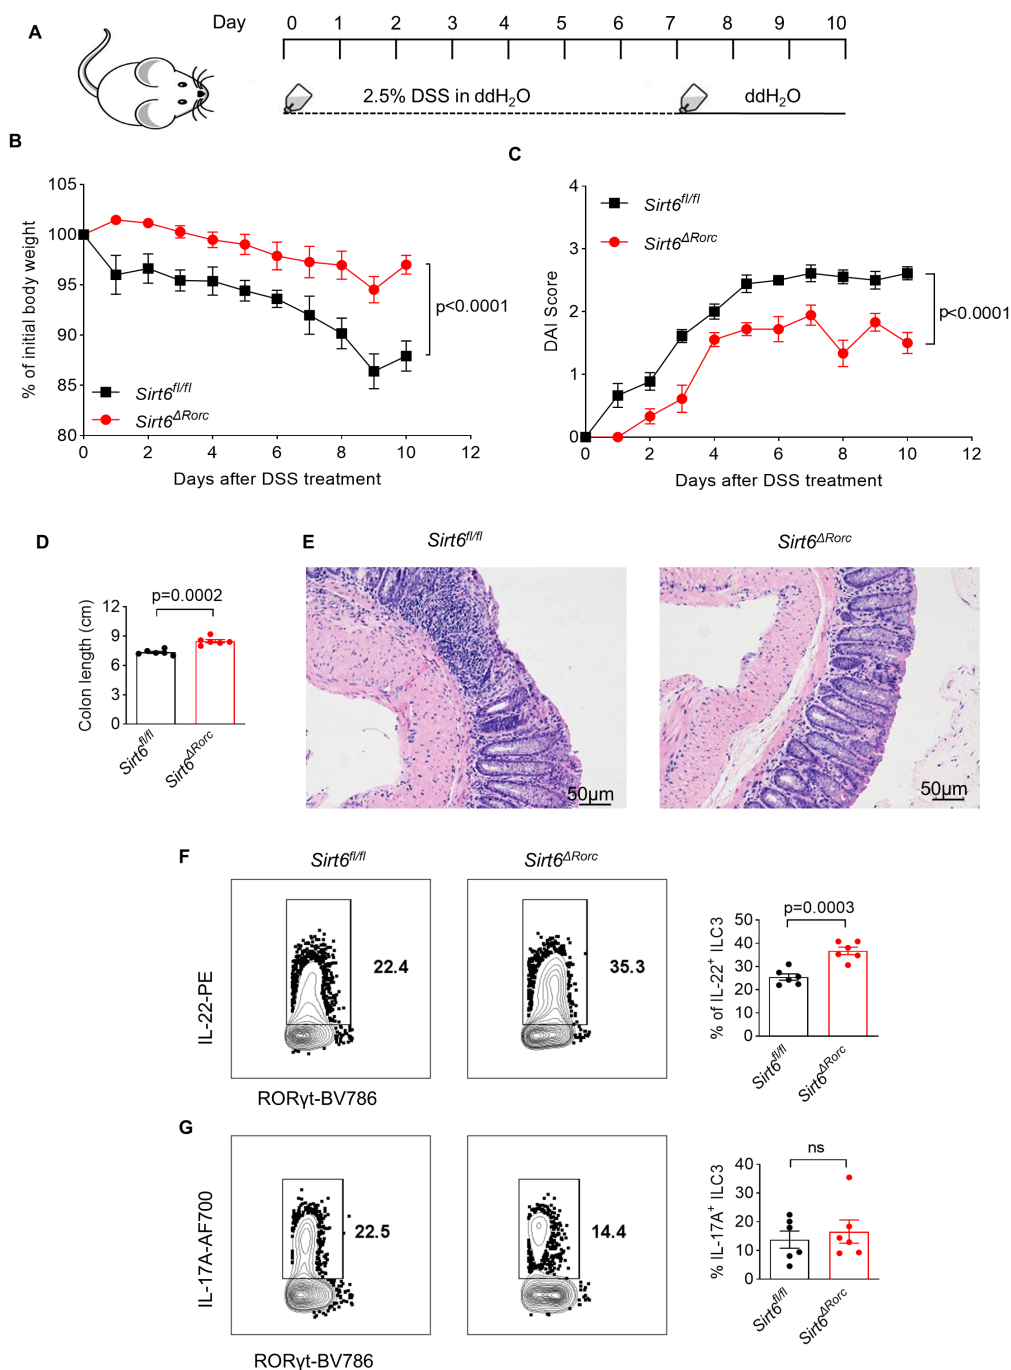 A
Day 0 1 2 3 4 5 6 7 8 9 10
2.5% DSS in ddH₂O
ddH₂O
B
105
100
95
90
85
80
% of initial body weight
0 2 4 6 8 10 12
Days after DSS treatment
Sirt6fl/fl
Sirt6ΔRorc
p<0.0001
C
4
3
2
1
0
DAI Score
0 2 4 6 8 10 12
Days after DSS treatment
Sirt6fl/fl
Sirt6ΔRorc
p<0.0001
D
p=0.0002
12
9
6
3
0
Colon length (cm)
Sirt6fl/fl
Sirt6ΔRorc
E
Sirt6fl/fl
Sirt6ΔRorc
50μm
50μm
F
Sirt6fl/fl
Sirt6ΔRorc
IL-22-PE
22.4
35.3
RORγt-BV786
p=0.0003
50
40
30
20
10
0
% of IL-22⁺ ILC3
Sirt6fl/fl
Sirt6ΔRorc
G
IL-17A-AF700
22.5
14.4
RORγt-BV786
ns
40
30
20
10
0
% IL-17A⁺ ILC3
Sirt6fl/fl
Sirt6ΔRorc